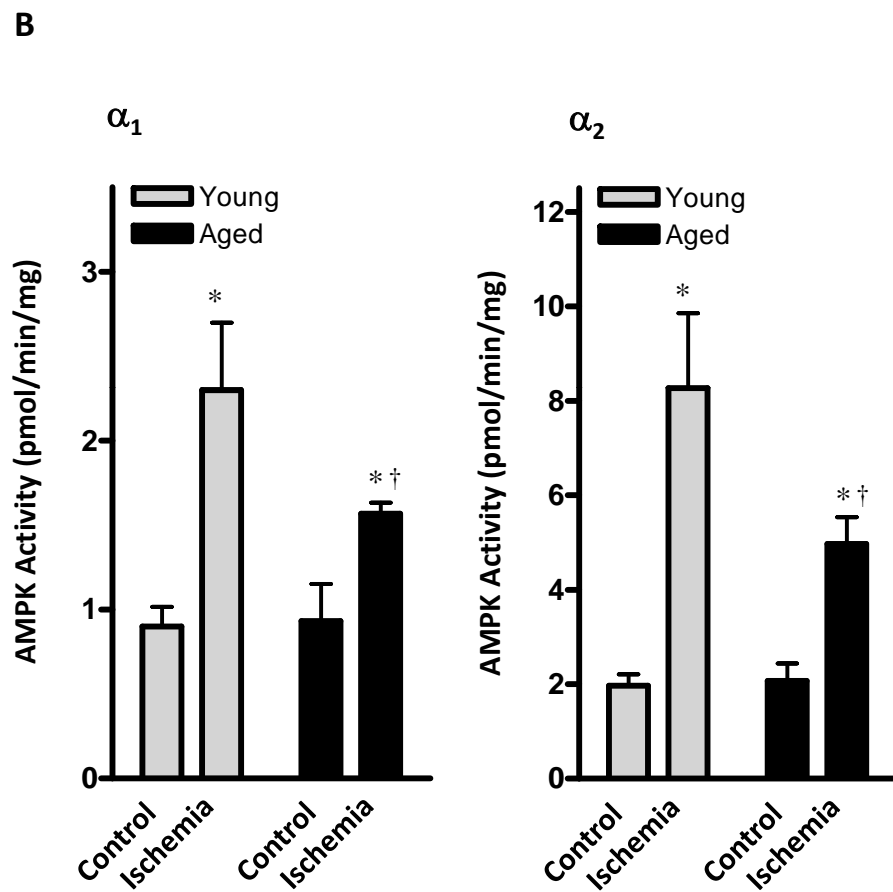 B
α1
Young
Aged
AMPK Activity (pmol/min/mg)
3
2
1
0
*
* †
Control
Ischemia
Control
Ischemia
α2
Young
Aged
AMPK Activity (pmol/min/mg)
12
10
8
6
4
2
0
*
* †
Control
Ischemia
Control
Ischemia